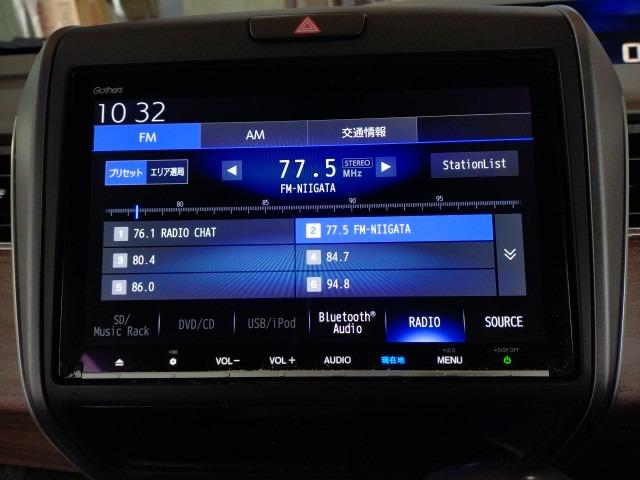 Gathers
10 32
FM AM 交通情報
プリセット エリア選局
77.5 STEREO MHz
StationList
FM-NIIGATA
80 85 90 95
1 76.1 RADIO CHAT
2 77.5 FM-NIIGATA
3 80.4
4 84.7
5 86.0
6 94.8
SD/
Music Rack
DVD/CD
USB/iPod
Bluetooth®
Audio
RADIO
SOURCE
VOL− VOL+ AUDIO 現在地 MENU
•DISP OFF